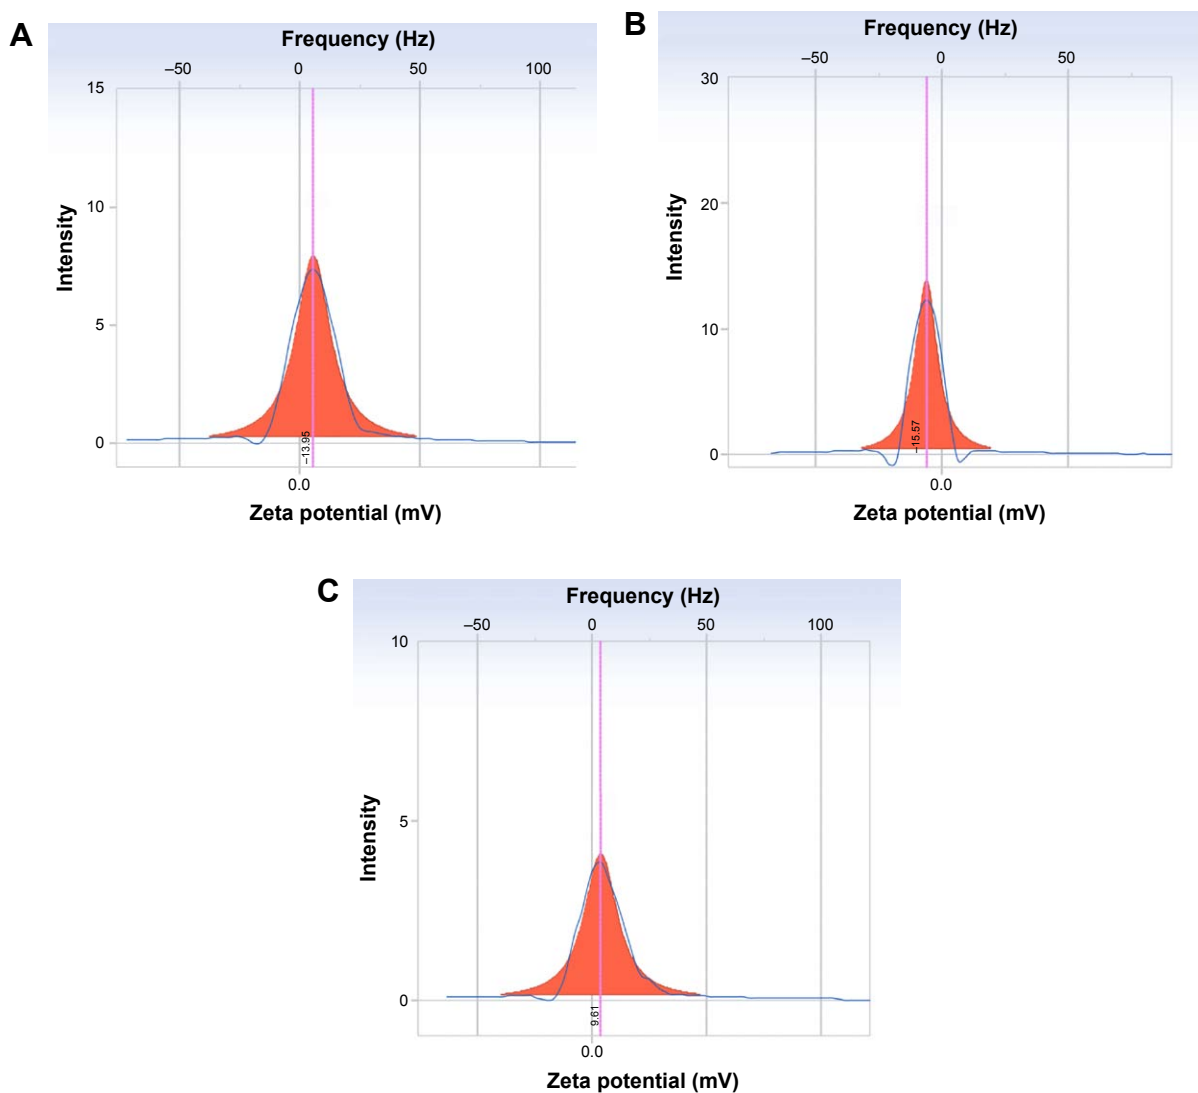 A
Frequency (Hz)
–50 0 50 100
15
10
5
0
Intensity
–13.95
0.0
Zeta potential (mV)
B
Frequency (Hz)
–50 0 50
30
20
10
0
Intensity
–15.57
0.0
Zeta potential (mV)
C
Frequency (Hz)
–50 0 50 100
10
5
0
Intensity
9.61
0.0
Zeta potential (mV)